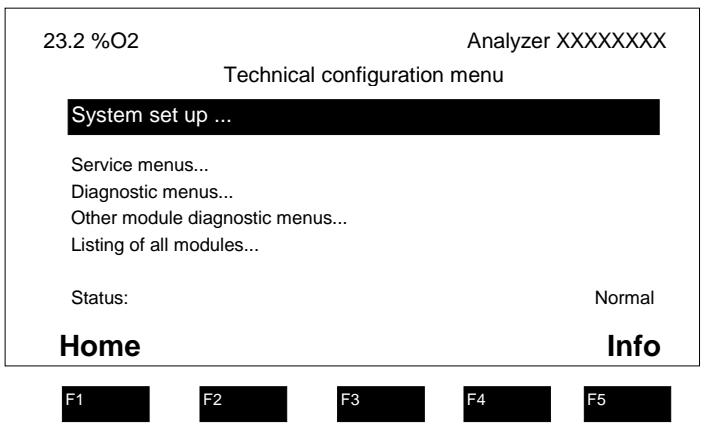 23.2 %O2 Analyzer XXXXXXXX
Technical configuration menu
System set up ...
Service menus...
Diagnostic menus...
Other module diagnostic menus...
Listing of all modules...
Status: Normal
Home Info
F1 F2 F3 F4 F5